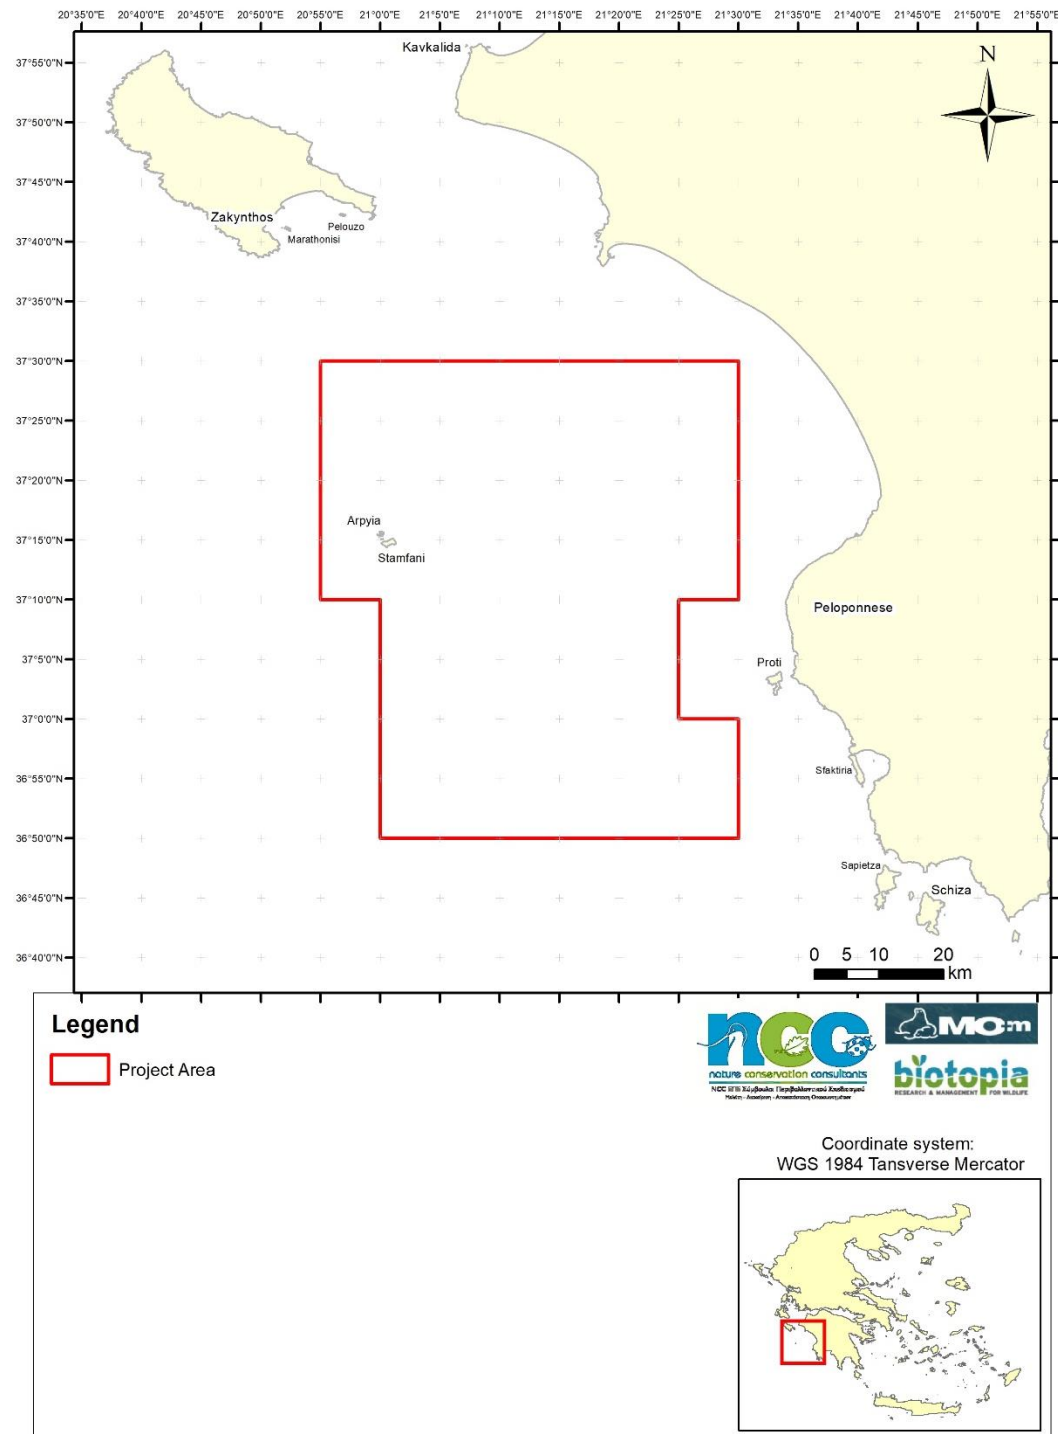 20°35'0"E 20°40'0"E 20°45'0"E 20°50'0"E 20°55'0"E 21°0'0"E 21°5'0"E 21°10'0"E 21°15'0"E 21°20'0"E 21°25'0"E 21°30'0"E 21°35'0"E 21°40'0"E 21°45'0"E 21°50'0"E 21°55'0"E
Kavkalida
N
37°55'0"N
37°50'0"N
37°45'0"N
Zakynthos
Pelouzo
Marathonisi
37°40'0"N
37°35'0"N
37°30'0"N
37°25'0"N
37°20'0"N
Arpyia
37°15'0"N
Stamfani
37°10'0"N
Peloponnese
37°5'0"N
Proti
37°0'0"N
Sfaktiria
36°55'0"N
36°50'0"N
Sapietza
Schiza
36°45'0"N
36°40'0"N
0 5 10 20
km
Legend
Project Area
ncc
nature conservation consultants
MOm
biotopia
RESEARCH & MANAGEMENT FOR WILDLIFE
Coordinate system:
WGS 1984 Tansverse Mercator